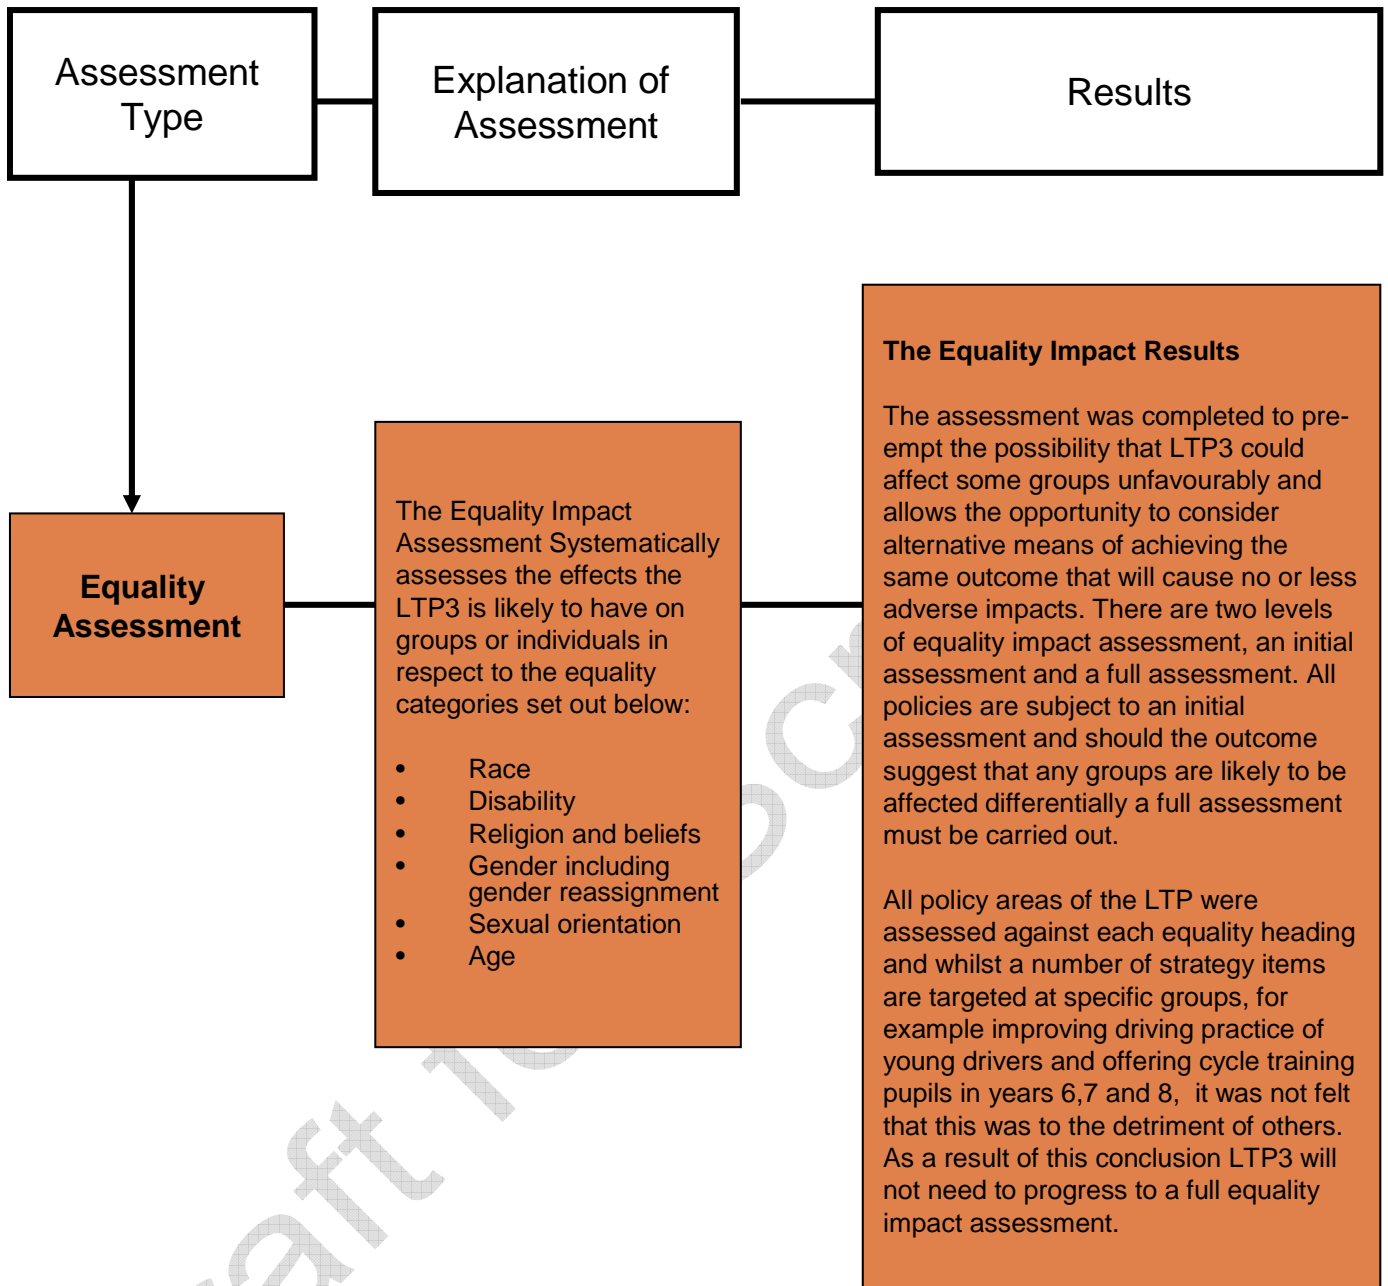 Assessment
Type
Explanation of
Assessment
Results
Equality
Assessment
The Equality Impact
Assessment Systematically
assesses the effects the
LTP3 is likely to have on
groups or individuals in
respect to the equality
categories set out below:
• Race
• Disability
• Religion and beliefs
• Gender including
gender reassignment
• Sexual orientation
• Age
The Equality Impact Results
The assessment was completed to pre-
empt the possibility that LTP3 could
affect some groups unfavourably and
allows the opportunity to consider
alternative means of achieving the
same outcome that will cause no or less
adverse impacts. There are two levels
of equality impact assessment, an initial
assessment and a full assessment. All
policies are subject to an initial
assessment and should the outcome
suggest that any groups are likely to be
affected differentially a full assessment
must be carried out.
All policy areas of the LTP were
assessed against each equality heading
and whilst a number of strategy items
are targeted at specific groups, for
example improving driving practice of
young drivers and offering cycle training
pupils in years 6,7 and 8,  it was not felt
that this was to the detriment of others.
As a result of this conclusion LTP3 will
not need to progress to a full equality
impact assessment.